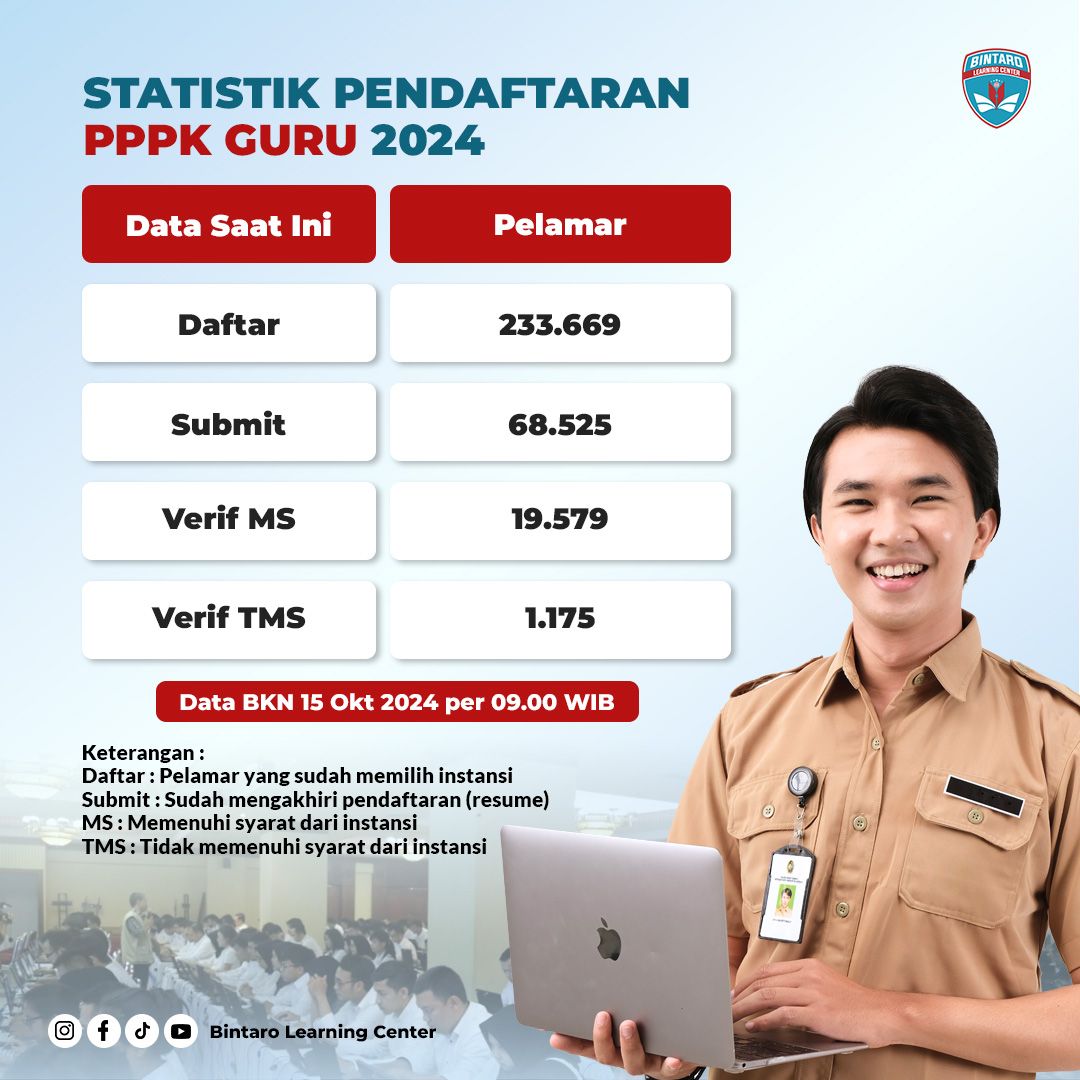 BINTARO
LEARNING CENTER
STATISTIK PENDAFTARAN
PPPK GURU 2024
Data Saat Ini
Pelamar
Daftar
233.669
Submit
68.525
Verif MS
19.579
Verif TMS
1.175
Data BKN 15 Okt 2024 per 09.00 WIB
Keterangan :
Daftar : Pelamar yang sudah memilih instansi
Submit : Sudah mengakhiri pendaftaran (resume)
MS : Memenuhi syarat dari instansi
TMS : Tidak memenuhi syarat dari instansi
Bintaro Learning Center